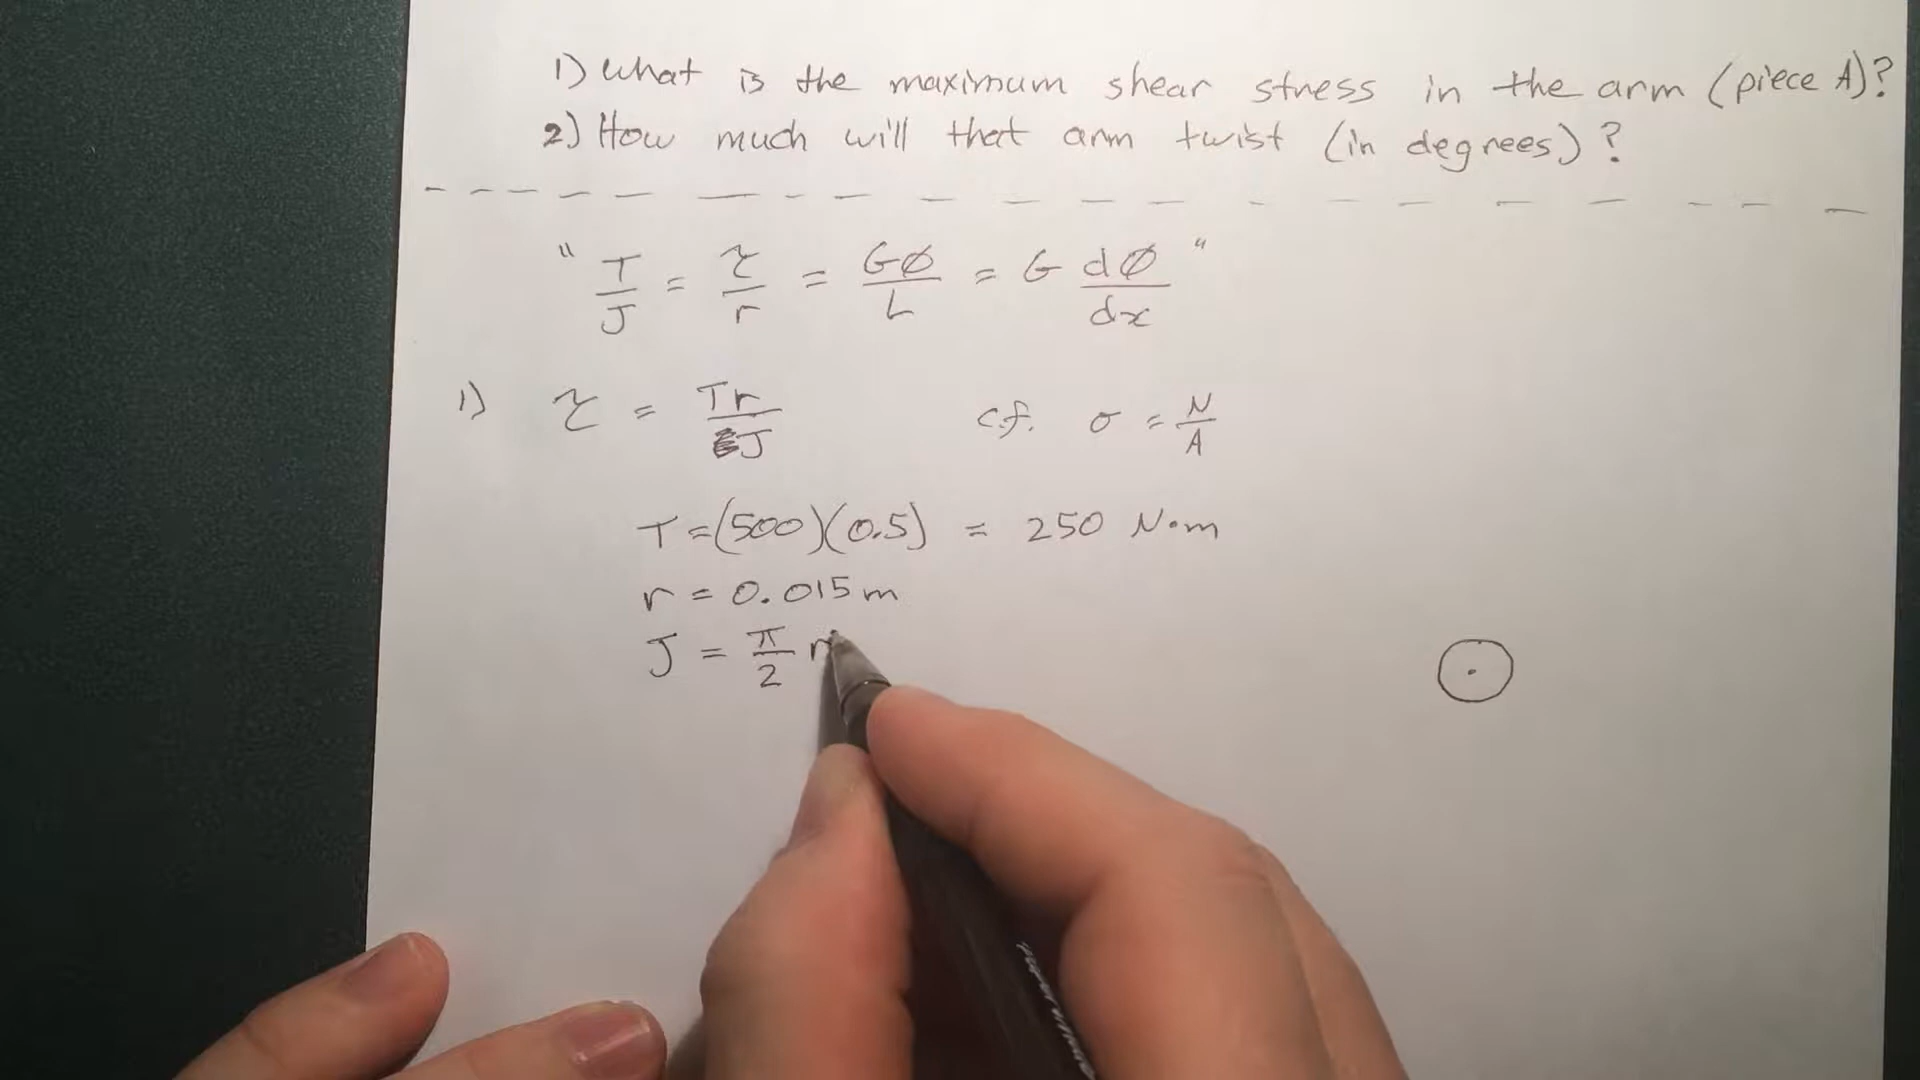 1) What is the maximum shear stress in the arm (piece A)?
2) How much will that arm twist (in degrees)?
" T/J = τ/r = Gφ/L = G dφ/dx "
1) τ = Tr/J c.f. σ = N/A
T = (500)(0.5) = 250 N·m
r = 0.015 m
J = π/2 r